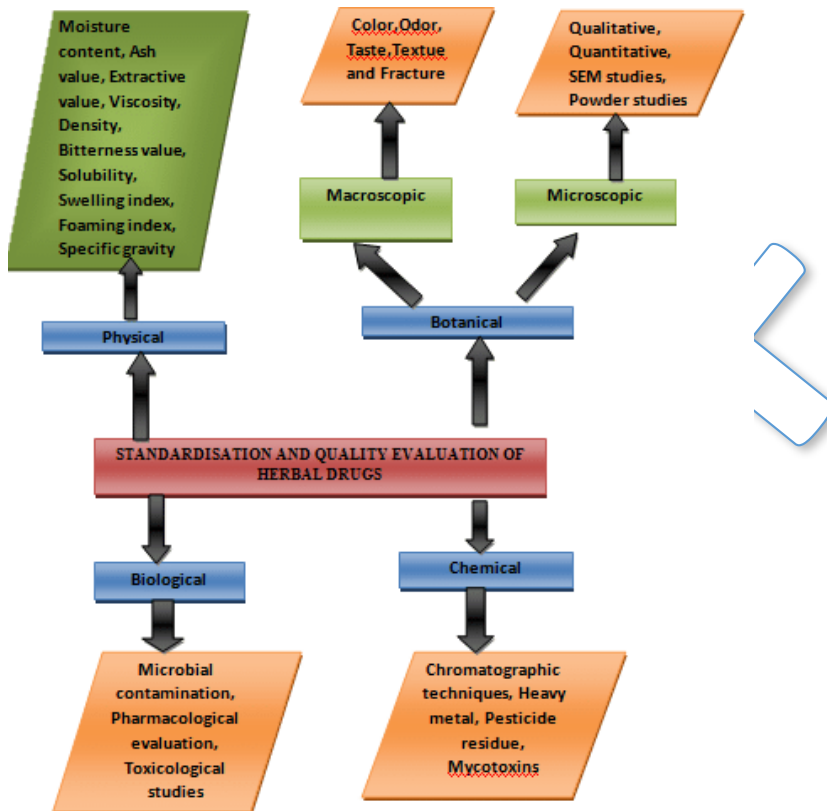 Moisture
content, Ash
value, Extractive
value, Viscosity,
Density,
Bitterness value,
Solubility,
Swelling index,
Foaming index,
Specific gravity
Color,Odor,
Taste,Textue
and Fracture
Qualitative,
Quantitative,
SEM studies,
Powder studies
Macroscopic
Microscopic
Physical
Botanical
STANDARDISATION AND QUALITY EVALUATION OF
HERBAL DRUGS
Biological
Chemical
Microbial
contamination,
Pharmacological
evaluation,
Toxicological
studies
Chromatographic
techniques, Heavy
metal, Pesticide
residue,
Mycotoxins